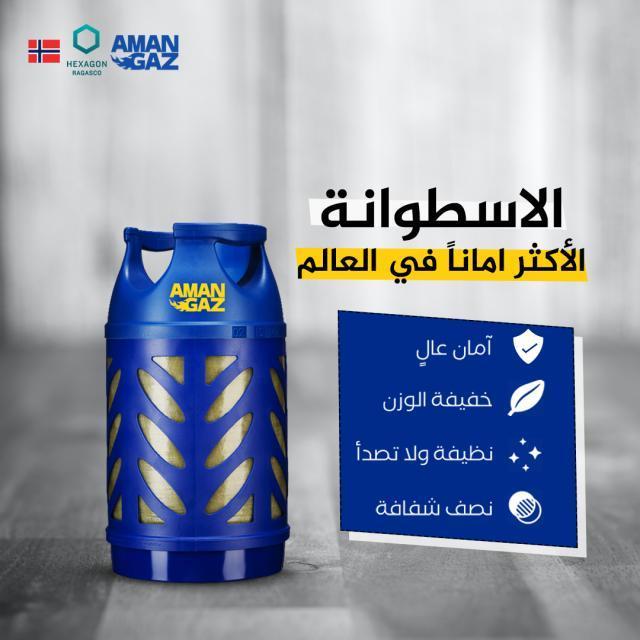 HEXAGON
RAGASCO
AMAN
GAZ
الاسطوانة
الأكثر اماناً في العالم
AMAN
GAZ
آمان عالٍ
خفيفة الوزن
نظيفة ولا تصدأ
نصف شفافة